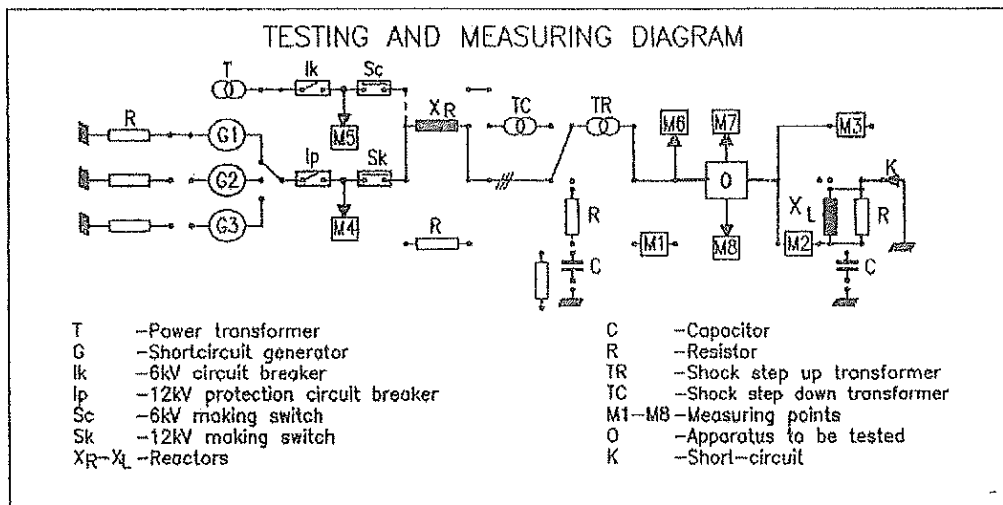 TESTING AND MEASURING DIAGRAM
T Ik Sc
R G1 M5 XR TC TR M6 M7 M3
Ip Sk K
G2 O
G3 M4 R R M1 M8 XL M2 R
C C
T -Power transformer
G -Shortcircuit generator
Ik -6kV circuit breaker
Ip -12kV protection circuit breaker
Sc -6kV making switch
Sk -12kV making switch
XR-XL -Reactors
C -Capacitor
R -Resistor
TR -Shock step up transformer
TC -Shock step down transformer
M1-M8 -Measuring points
O -Apparatus to be tested
K -Short-circuit